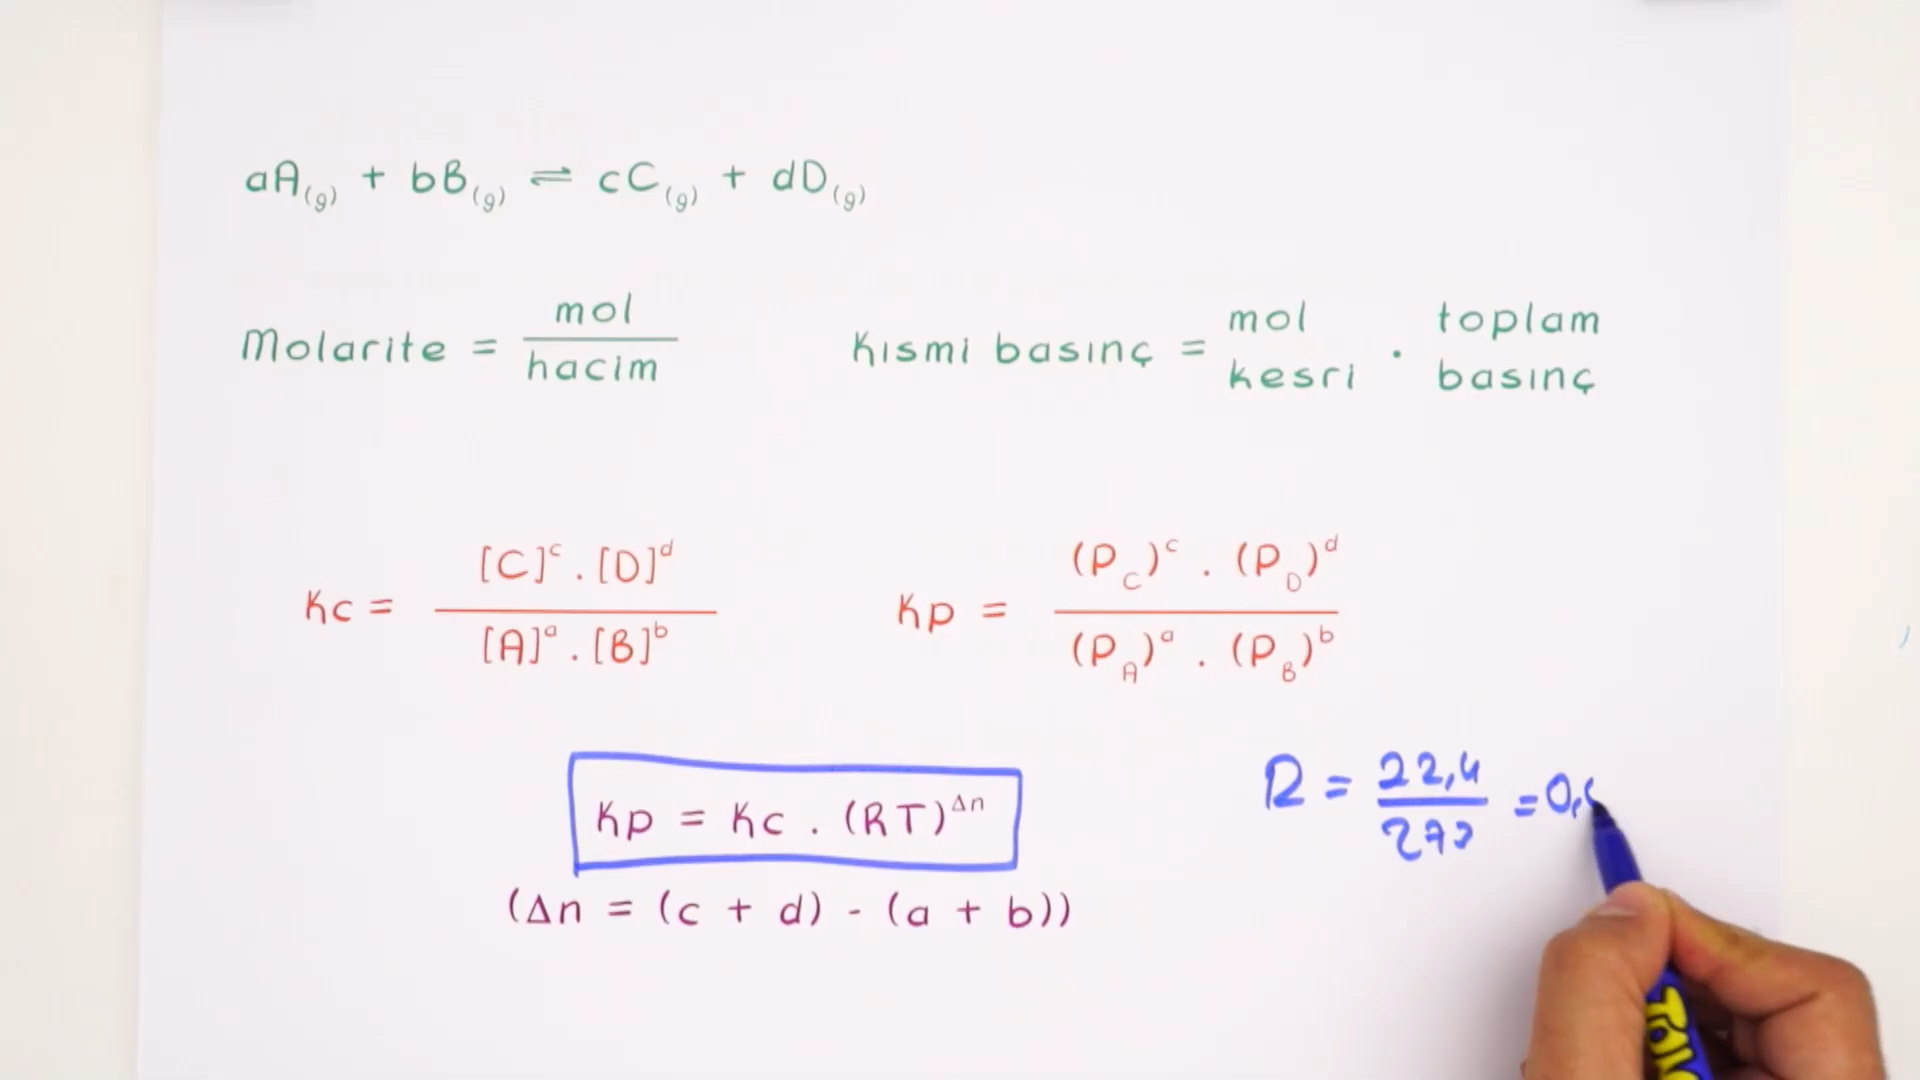 aA(g) + bB(g) ⇌ cC(g) + dD(g)
Molarite = mol / hacim
Kısmi basınç = mol kesri . toplam basınç
Kc = [C]^c . [D]^d / [A]^a . [B]^b
Kp = (P_C)^c . (P_D)^d / (P_A)^a . (P_B)^b
Kp = Kc . (RT)^Δn
(Δn = (c + d) - (a + b))
R = 22,4 / 273 = 0,